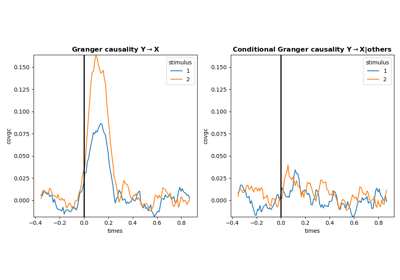 Granger causality Y → X
stimulus
1
2
0.150
0.125
0.100
0.075
0.050
0.025
0.000
covgc
−0.4 −0.2 0.0 0.2 0.4 0.6 0.8
times
Conditional Granger causality Y → X|others
stimulus
1
2
0.150
0.125
0.100
0.075
0.050
0.025
0.000
covgc
−0.4 −0.2 0.0 0.2 0.4 0.6 0.8
times